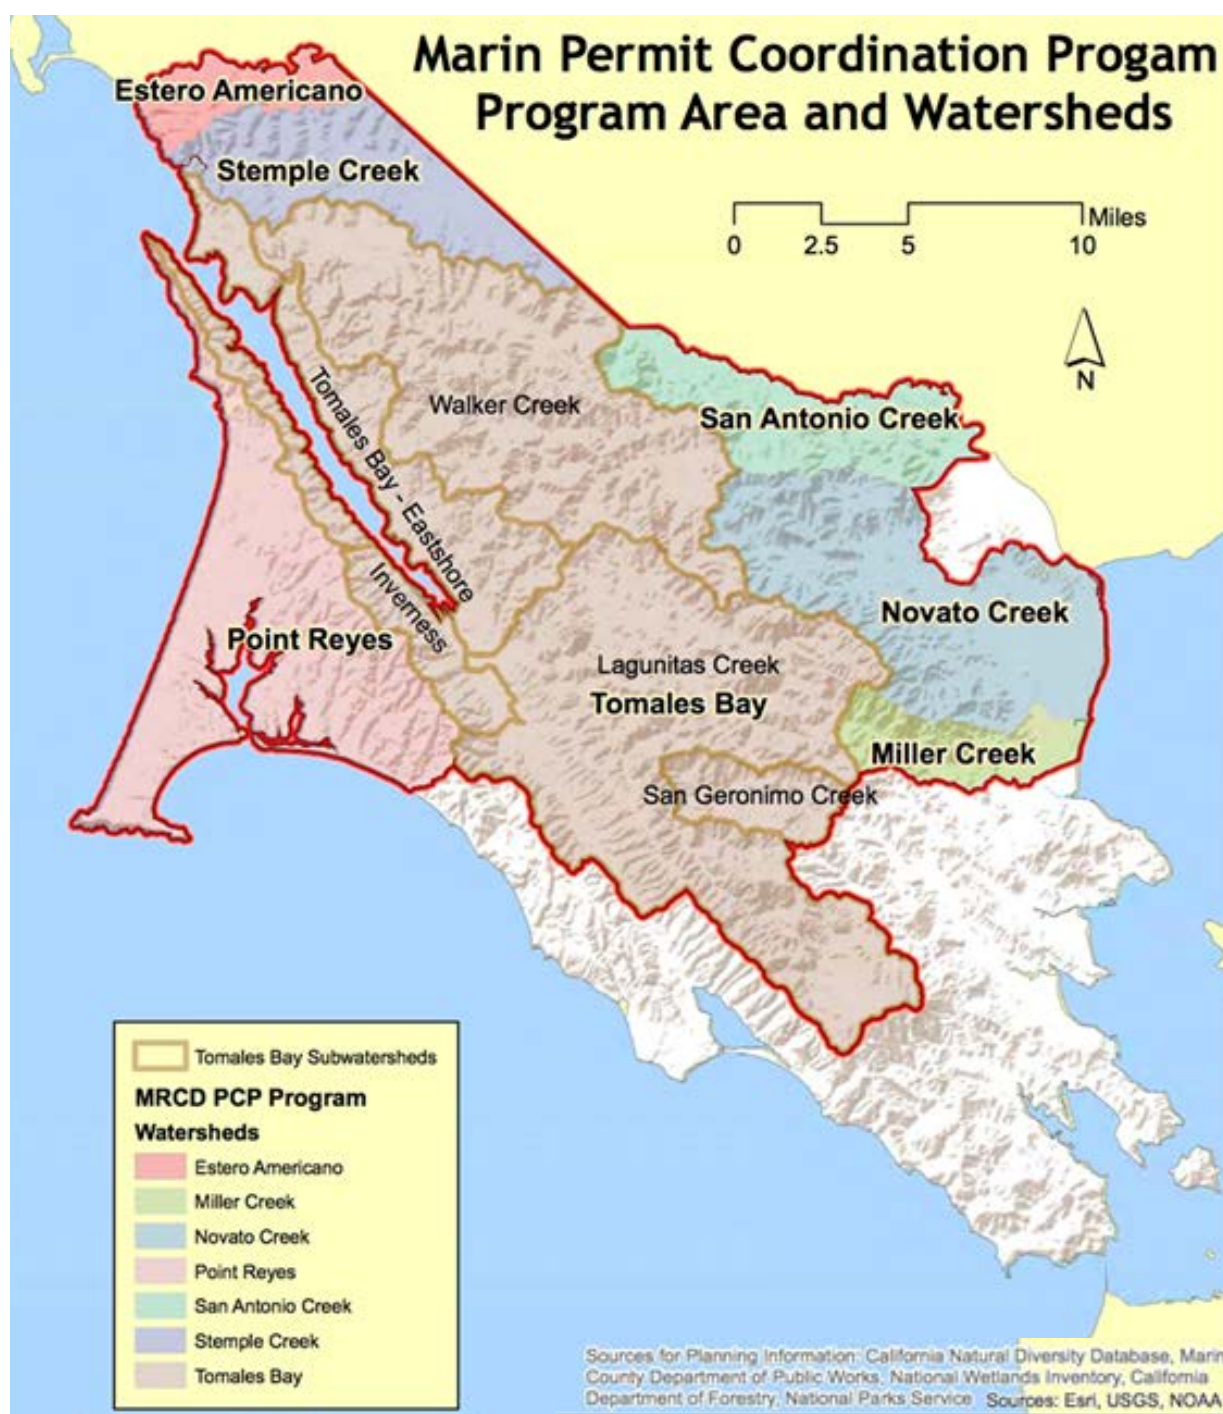 Marin Permit Coordination Progam
Program Area and Watersheds
Estero Americano
Stemple Creek
Miles
0 2.5 5 10
N
Walker Creek
San Antonio Creek
Tomales Bay - Eastshore
Inverness
Novato Creek
Point Reyes
Lagunitas Creek
Tomales Bay
Miller Creek
San Geronimo Creek
Tomales Bay Subwatersheds
MRCD PCP Program
Watersheds
Estero Americano
Miller Creek
Novato Creek
Point Reyes
San Antonio Creek
Stemple Creek
Tomales Bay
Sources for Planning Information: California Natural Diversity Database, Marin
County Department of Public Works, National Wetlands Inventory, California
Department of Forestry, National Parks Service Sources: Esri, USGS, NOAA